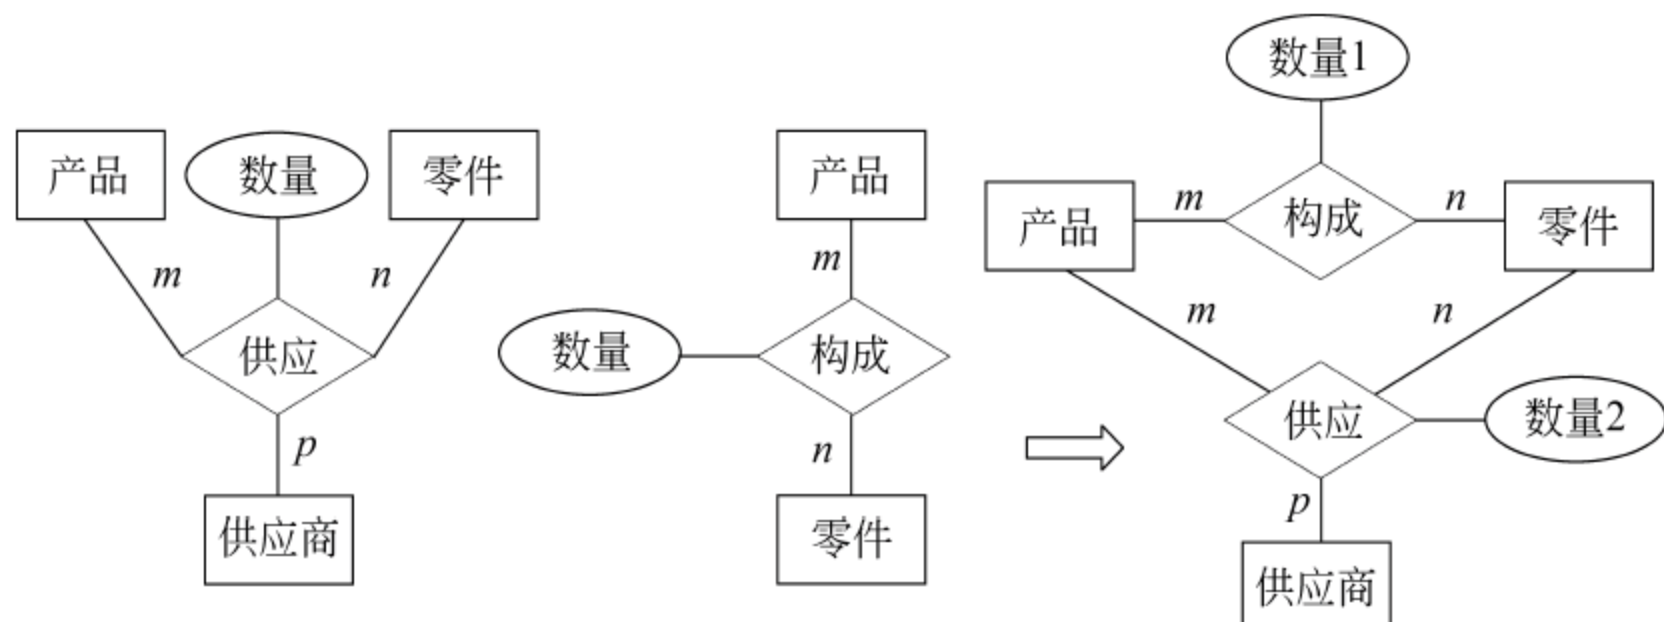 产品
数量
零件
m
n
供应
p
供应商
产品
m
数量
构成
n
零件
数量1
产品
m
构成
n
零件
m
n
供应
数量2
p
供应商